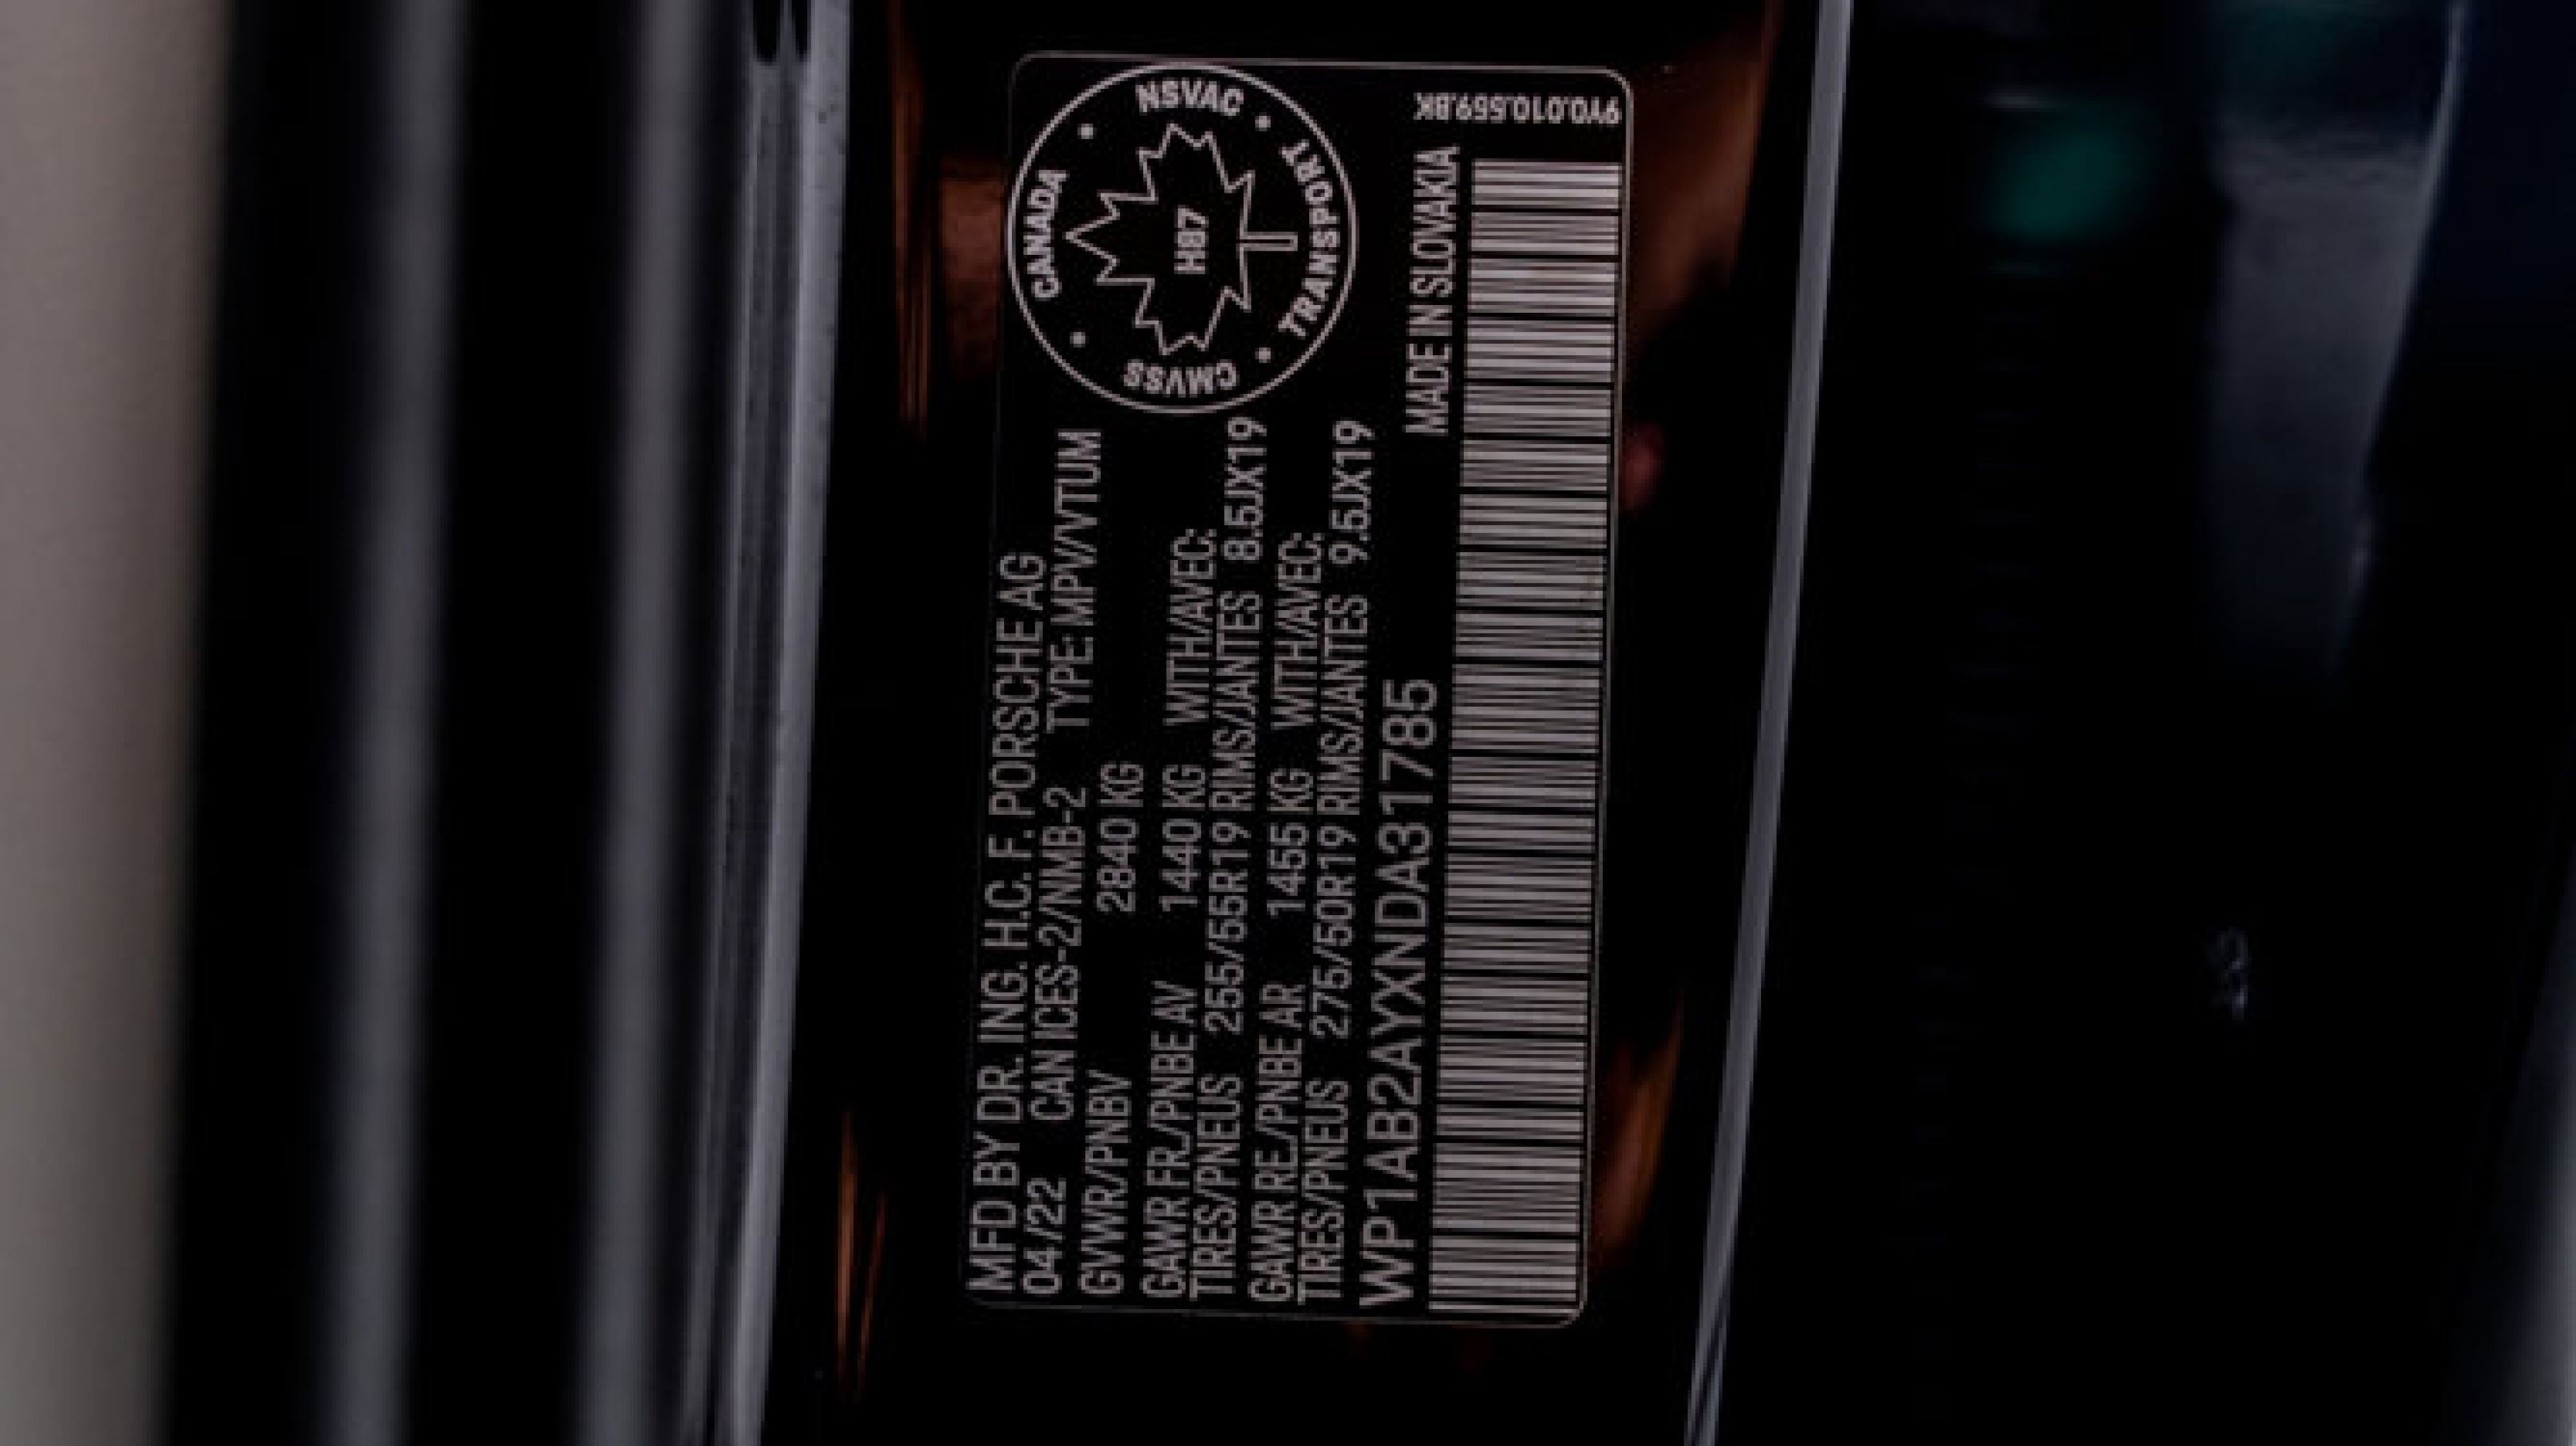 MFD BY DR. ING. H.C. F. PORSCHE AG
04/22 CAN ICES-2/NMB-2 TYPE: MPV/VTUM
GVWR/PNBV 2840 KG
GAWR FR./PNBE AV 1440 KG WITH/AVEC:
TIRES/PNEUS 255/55R19 RIMS/JANTES 8.5JX19
GAWR RE./PNBE AR 1455 KG WITH/AVEC:
TIRES/PNEUS 275/50R19 RIMS/JANTES 9.5JX19
WP1AB2AYXNDA31785 MADE IN SLOVAKIA
CANADA
NSVAC
TRANSPORT
CMVSS
H87
9Y0.010.559.BK